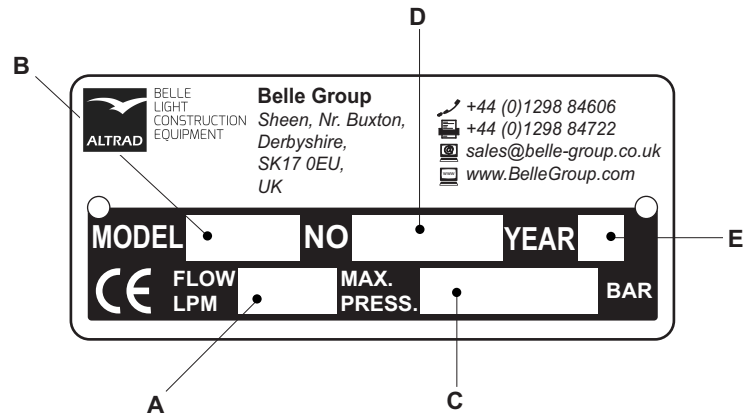 D
B
BELLE
LIGHT
CONSTRUCTION
EQUIPMENT
ALTRAD
Belle Group
Sheen, Nr. Buxton,
Derbyshire,
SK17 0EU,
UK
+44 (0)1298 84606
+44 (0)1298 84722
sales@belle-group.co.uk
www.BelleGroup.com
MODEL NO YEAR
E
CE FLOW LPM MAX. PRESS. BAR
A
C